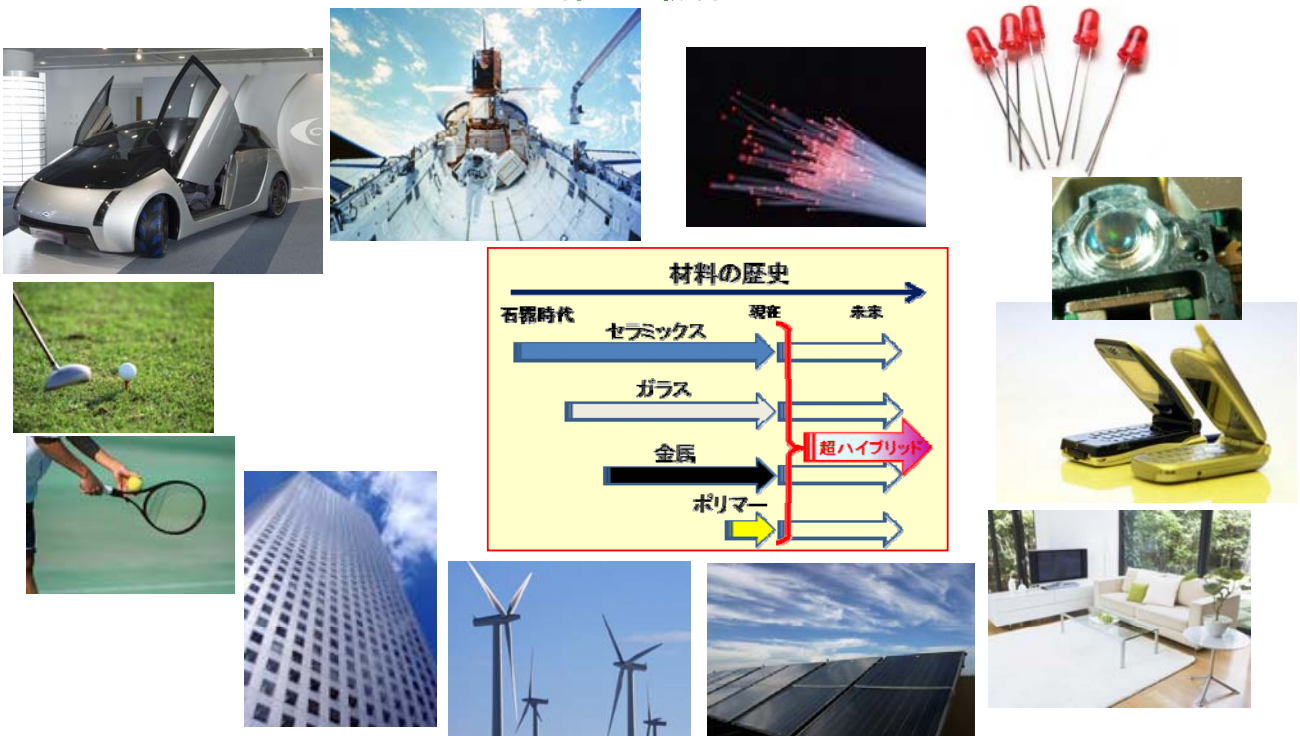 材料の歴史
石器時代
現在
未来
セラミックス
ガラス
超ハイブリッド
金属
ポリマー